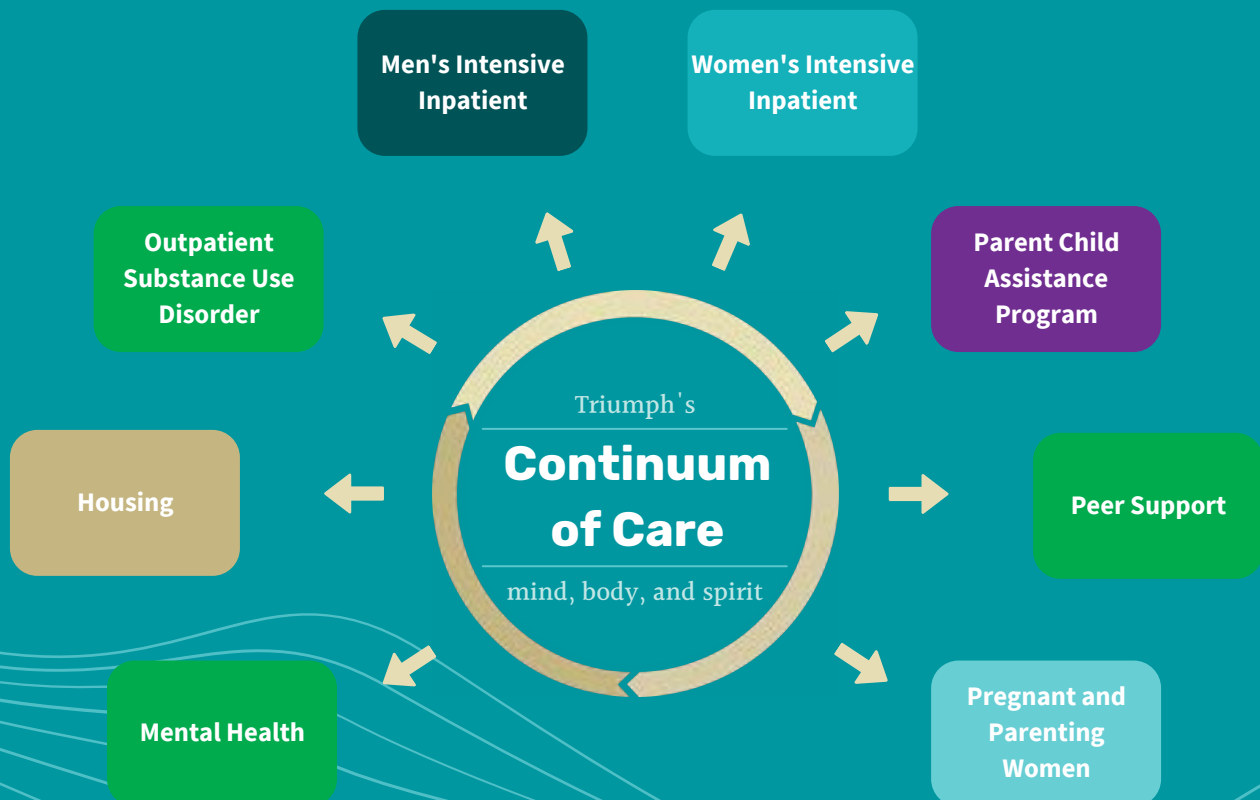 Men's Intensive
Inpatient
Women's Intensive
Inpatient
Outpatient
Substance Use
Disorder
Parent Child
Assistance
Program
Triumph's
Continuum
of Care
mind, body, and spirit
Housing
Peer Support
Mental Health
Pregnant and
Parenting
Women